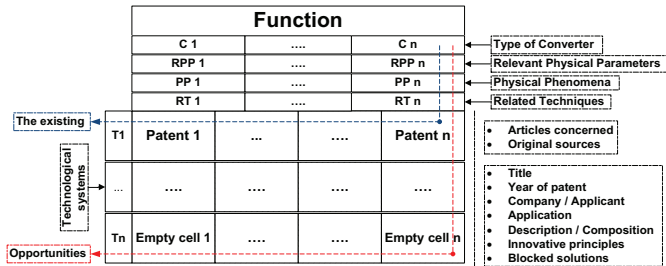 Function
C 1 .... C n
Type of Converter
RPP 1 .... RPP n
Relevant Physical Parameters
PP 1 .... PP n
Physical Phenomena
RT 1 .... RT n
Related Techniques
The existing
T1 Patent 1 ... .... Patent n
Technological
systems
... .... .... .... ....
Tn Empty cell 1 .... .... Empty cell n
Opportunities
• Articles concerned
• Original sources
• Title
• Year of patent
• Company / Applicant
• Application
• Description / Composition
• Innovative principles
• Blocked solutions